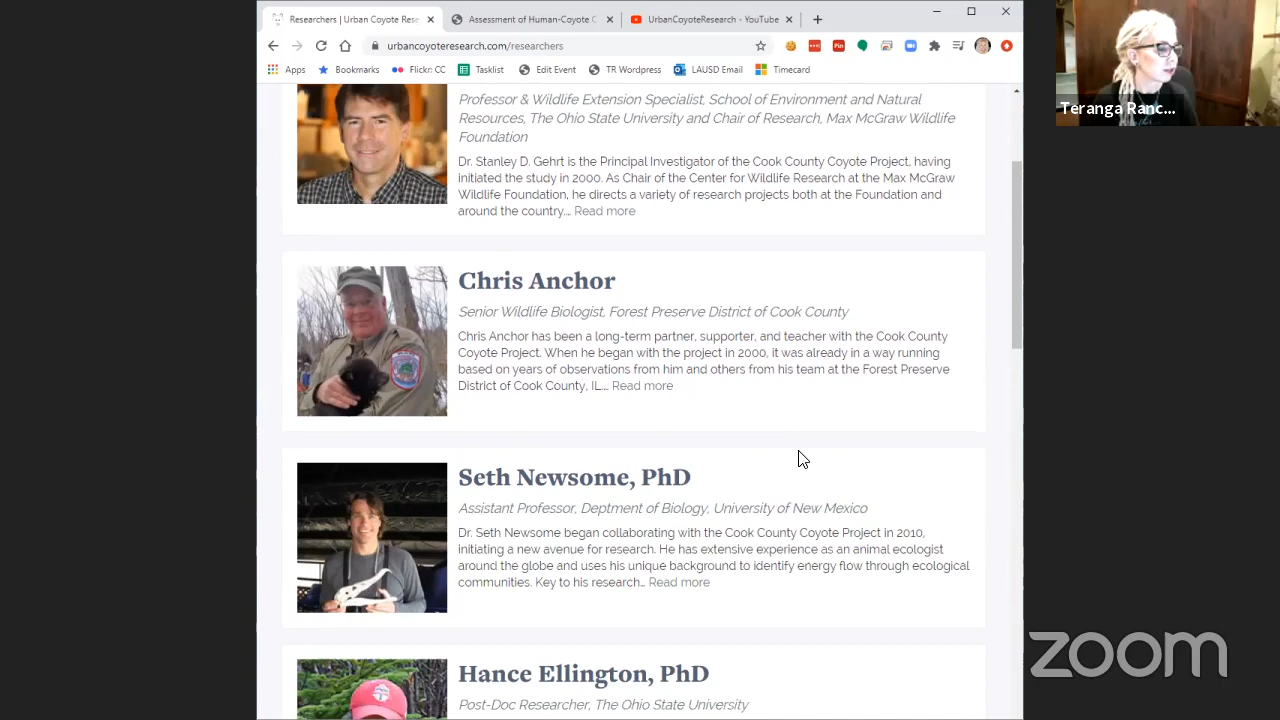 Researchers | Urban Coyote Rese
Assessment of Human-Coyote C
UrbanCoyoteResearch - YouTube
urbancoyoteresearch.com/researchers
Apps
Bookmarks
Flickr: CC
Tasklist
Edit Event
TR Wordpress
LAUSD Email
Timecard
Teranga Ranc...
Professor & Wildlife Extension Specialist, School of Environment and Natural
Resources, The Ohio State University and Chair of Research, Max McGraw Wildlife
Foundation
Dr. Stanley D. Gehrt is the Principal Investigator of the Cook County Coyote Project, having
initiated the study in 2000. As Chair of the Center for Wildlife Research at the Max McGraw
Wildlife Foundation, he directs a variety of research projects both at the Foundation and
around the country.... Read more
Chris Anchor
Senior Wildlife Biologist, Forest Preserve District of Cook County
Chris Anchor has been a long-term partner, supporter, and teacher with the Cook County
Coyote Project. When he began with the project in 2000, it was already in a way running
based on years of observations from him and others from his team at the Forest Preserve
District of Cook County, IL.... Read more
Seth Newsome, PhD
Assistant Professor, Deptment of Biology, University of New Mexico
Dr. Seth Newsome began collaborating with the Cook County Coyote Project in 2010,
initiating a new avenue for research. He has extensive experience as an animal ecologist
around the globe and uses his unique background to identify energy flow through ecological
communities. Key to his research... Read more
Hance Ellington, PhD
Post-Doc Researcher, The Ohio State University
zoom